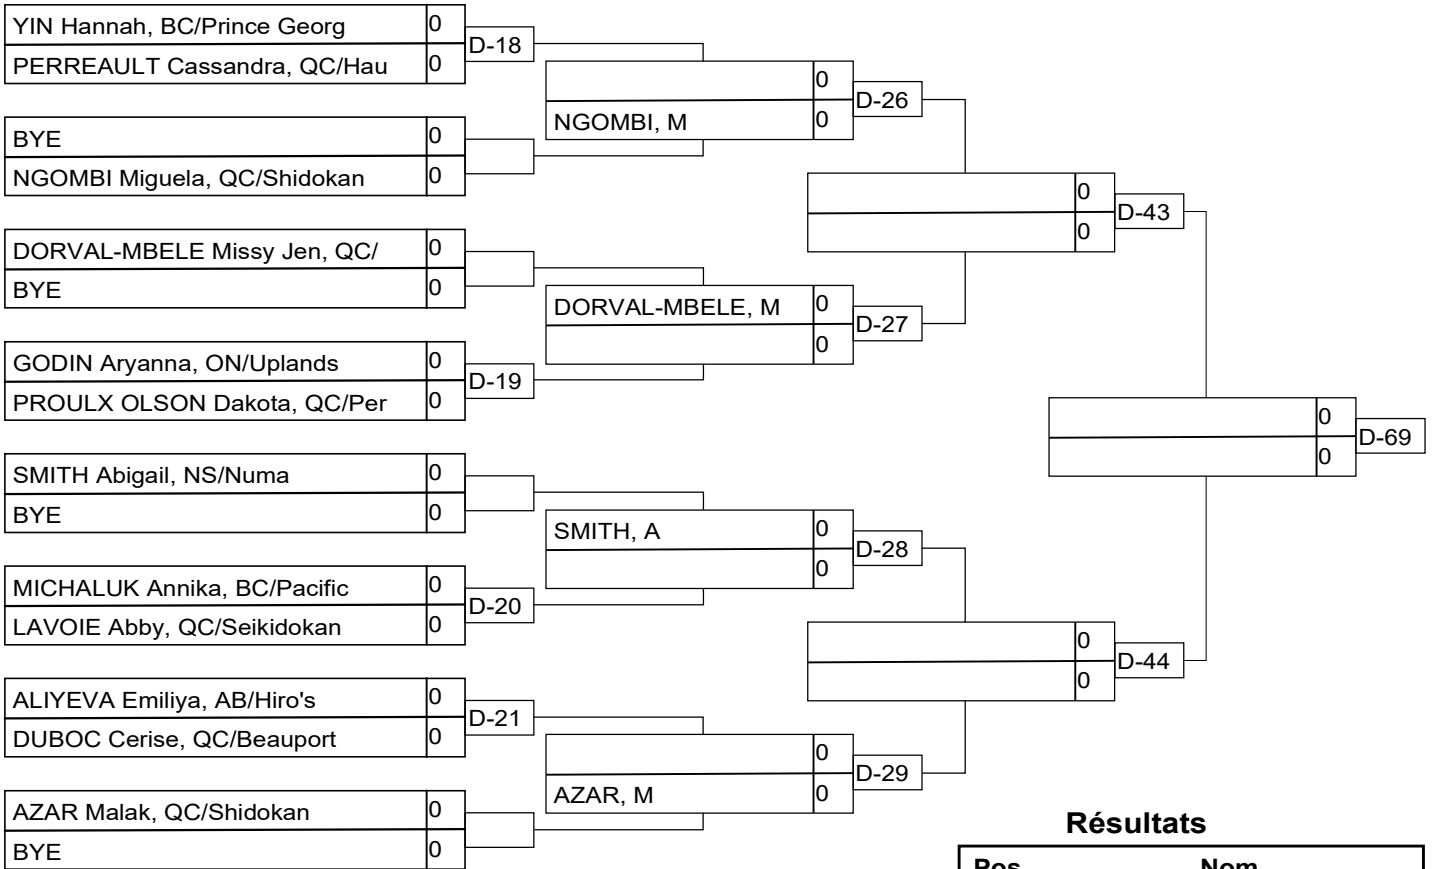 YIN Hannah, BC/Prince Georg 0
D-18
PERREAULT Cassandra, QC/Hau 0
0
D-26
NGOMBI, M 0
BYE 0
NGOMBI Miguela, QC/Shidokan 0
0
D-43
0
DORVAL-MBELE Missy Jen, QC/ 0
BYE 0
DORVAL-MBELE, M 0
D-27
0
GODIN Aryanna, ON/Uplands 0
D-19
PROULX OLSON Dakota, QC/Per 0
0
D-69
0
SMITH Abigail, NS/Numa 0
BYE 0
SMITH, A 0
D-28
0
MICHALUK Annika, BC/Pacific 0
D-20
LAVOIE Abby, QC/Seikidokan 0
0
D-44
0
ALIYEVA Emiliya, AB/Hiro's 0
D-21
DUBOC Cerise, QC/Beauport 0
0
D-29
AZAR, M 0
AZAR Malak, QC/Shidokan 0
BYE 0
Résultats
Pos Nom